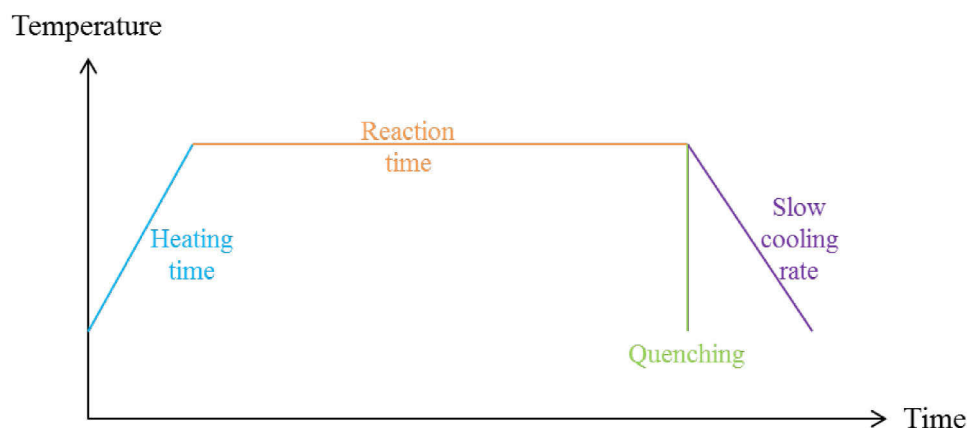 Temperature
Reaction
time
Slow
cooling
rate
Heating
time
Quenching
Time